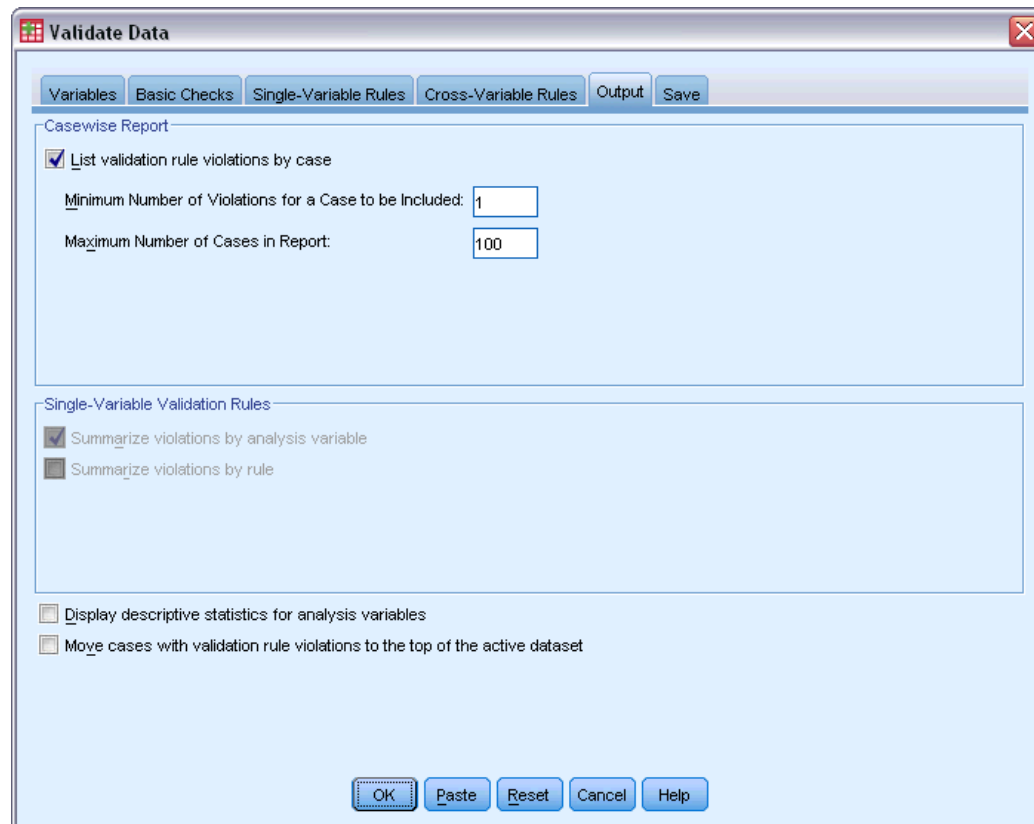 Validate Data
Variables Basic Checks Single-Variable Rules Cross-Variable Rules Output Save
Casewise Report
List validation rule violations by case
Minimum Number of Violations for a Case to be Included: 1
Maximum Number of Cases in Report: 100
Single-Variable Validation Rules
Summarize violations by analysis variable
Summarize violations by rule
Display descriptive statistics for analysis variables
Move cases with validation rule violations to the top of the active dataset
OK Paste Reset Cancel Help